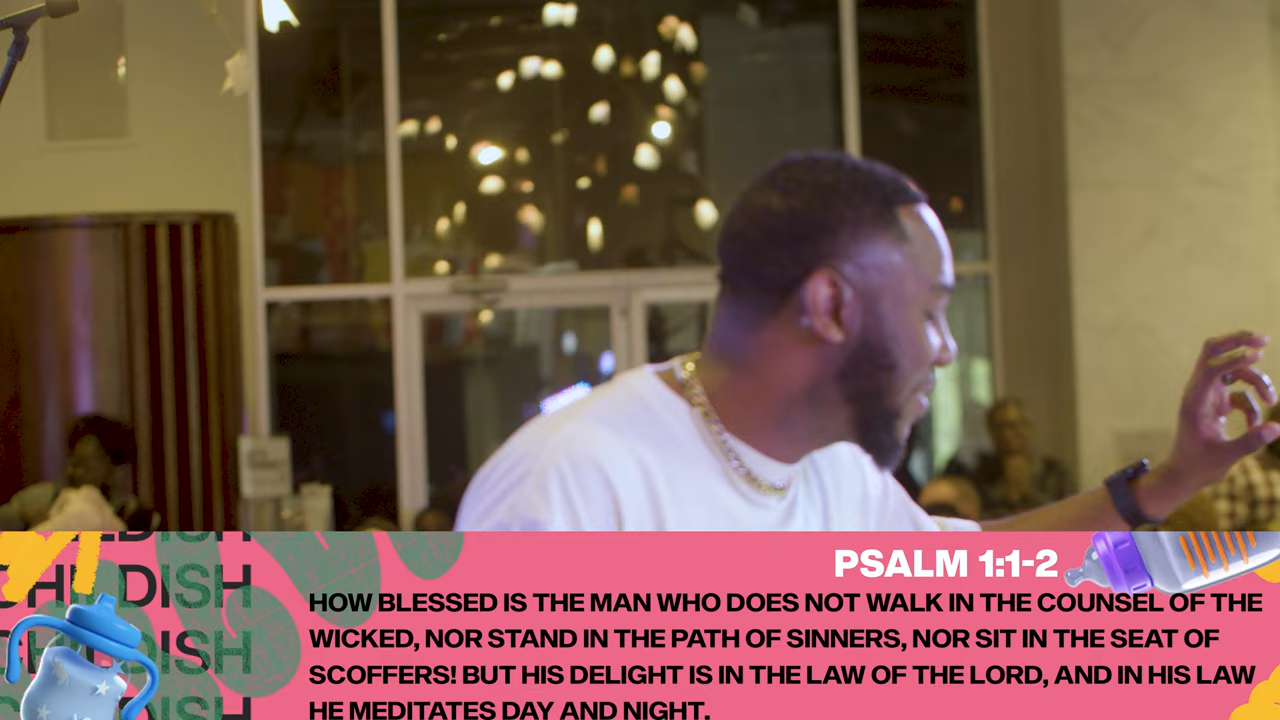 PSALM 1:1-2
HOW BLESSED IS THE MAN WHO DOES NOT WALK IN THE COUNSEL OF THE
WICKED, NOR STAND IN THE PATH OF SINNERS, NOR SIT IN THE SEAT OF
SCOFFERS! BUT HIS DELIGHT IS IN THE LAW OF THE LORD, AND IN HIS LAW
HE MEDITATES DAY AND NIGHT.
CHILDISH
CHILDISH